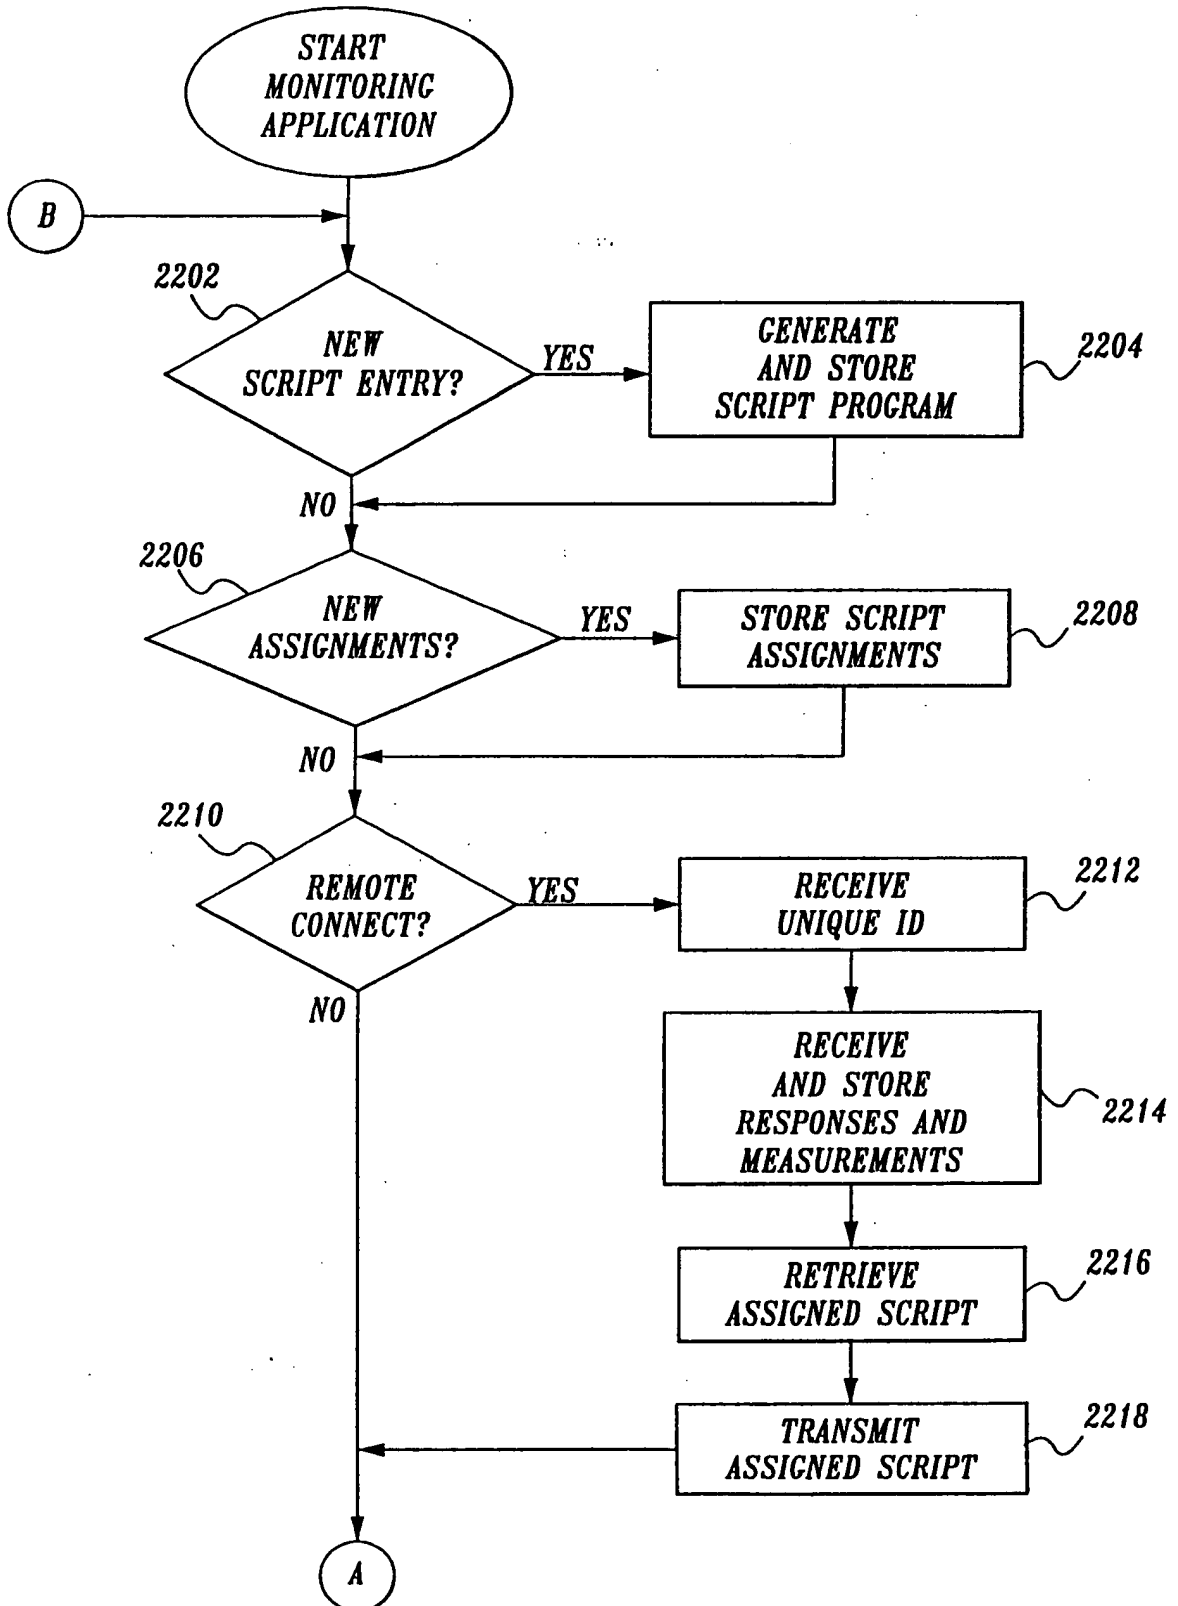 START
MONITORING
APPLICATION
B
2202
NEW
SCRIPT ENTRY?
YES
GENERATE
AND STORE
SCRIPT PROGRAM
2204
NO
2206
NEW
ASSIGNMENTS?
YES
STORE SCRIPT
ASSIGNMENTS
2208
NO
2210
REMOTE
CONNECT?
YES
RECEIVE
UNIQUE ID
2212
NO
RECEIVE
AND STORE
RESPONSES AND
MEASUREMENTS
2214
RETRIEVE
ASSIGNED SCRIPT
2216
TRANSMIT
ASSIGNED SCRIPT
2218
A